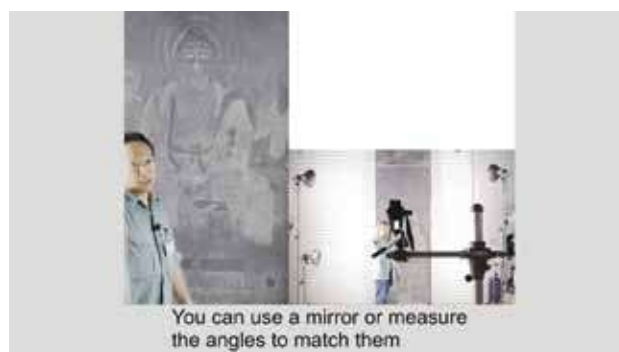 You can use a mirror or measure
the angles to match them